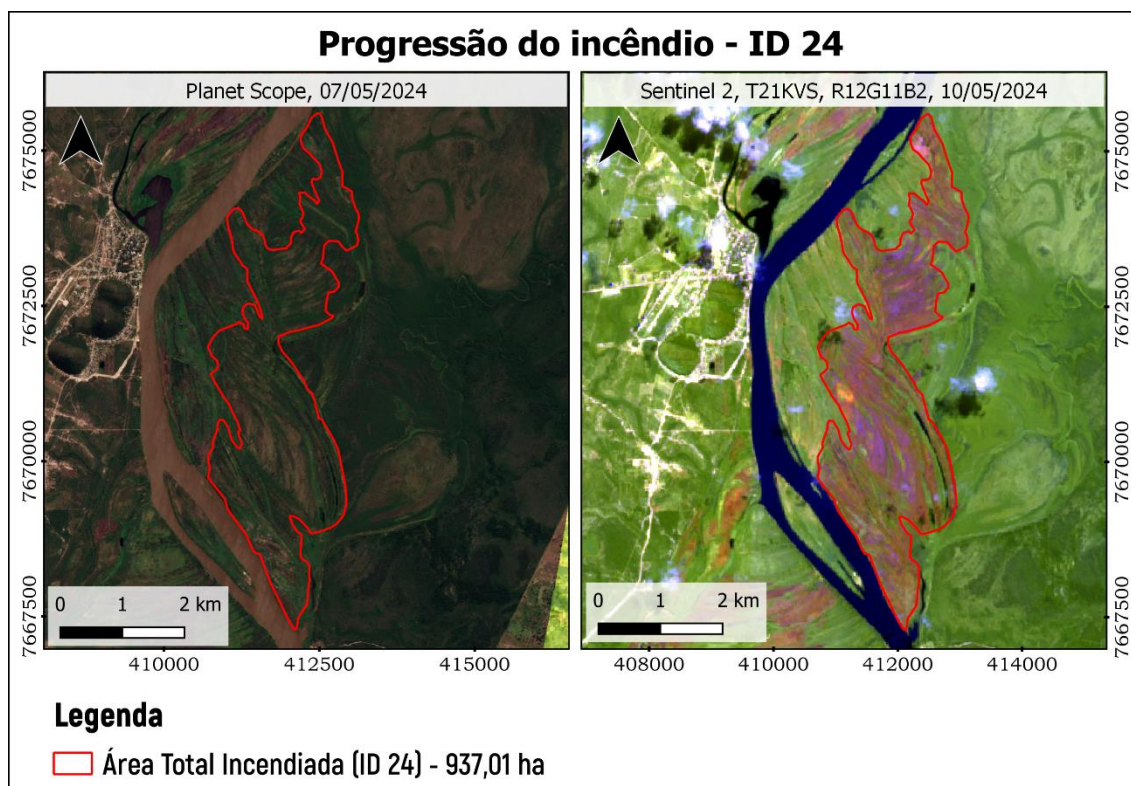 Progressão do incêndio - ID 24
Planet Scope, 07/05/2024
Sentinel 2, T21KVS, R12G11B2, 10/05/2024
7675000
7672500
7670000
7667500
7675000
7672500
7670000
7667500
0 1 2 km
0 1 2 km
410000 412500 415000
408000 410000 412000 414000
Legenda
Área Total Incendiada (ID 24) - 937,01 ha